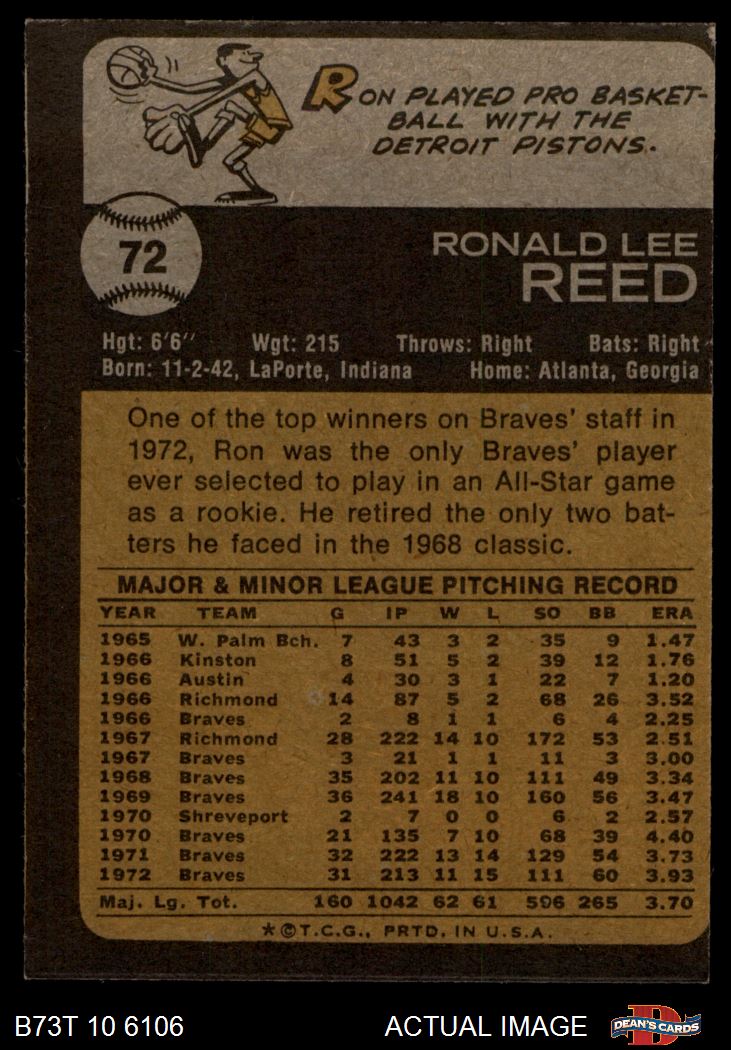 RON PLAYED PRO BASKET-
BALL WITH THE
DETROIT PISTONS.
72
RONALD LEE
REED
Hgt: 6'6" Wgt: 215 Throws: Right Bats: Right
Born: 11-2-42, LaPorte, Indiana Home: Atlanta, Georgia
One of the top winners on Braves' staff in
1972, Ron was the only Braves' player
ever selected to play in an All-Star game
as a rookie. He retired the only two bat-
ters he faced in the 1968 classic.
MAJOR & MINOR LEAGUE PITCHING RECORD
YEAR TEAM G IP W L SO BB ERA
1965 W. Palm Bch. 7 43 3 2 35 9 1.47
1966 Kinston 8 51 5 2 39 12 1.76
1966 Austin 4 30 3 1 22 7 1.20
1966 Richmond 14 87 5 2 68 26 3.52
1966 Braves 2 8 1 1 6 4 2.25
1967 Richmond 28 222 14 10 172 53 2.51
1967 Braves 3 21 1 1 11 3 3.00
1968 Braves 35 202 11 10 111 49 3.34
1969 Braves 36 241 18 10 160 56 3.47
1970 Shreveport 2 7 0 0 6 2 2.57
1970 Braves 21 135 7 10 68 39 4.40
1971 Braves 32 222 13 14 129 54 3.73
1972 Braves 31 213 11 15 111 60 3.93
Maj. Lg. Tot. 160 1042 62 61 596 265 3.70
★©T.C.G., PRTD. IN U.S.A.
B73T 10 6106 ACTUAL IMAGE DEAN'S CARDS